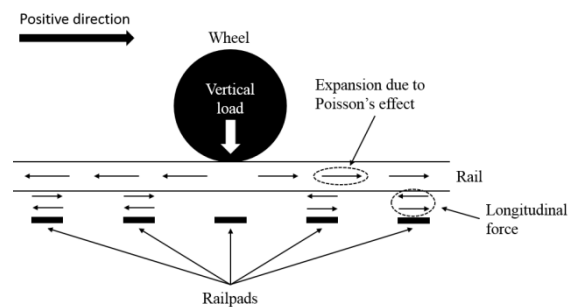 Positive direction
Wheel
Vertical
load
Expansion due to
Poisson’s effect
Rail
Longitudinal
force
Railpads